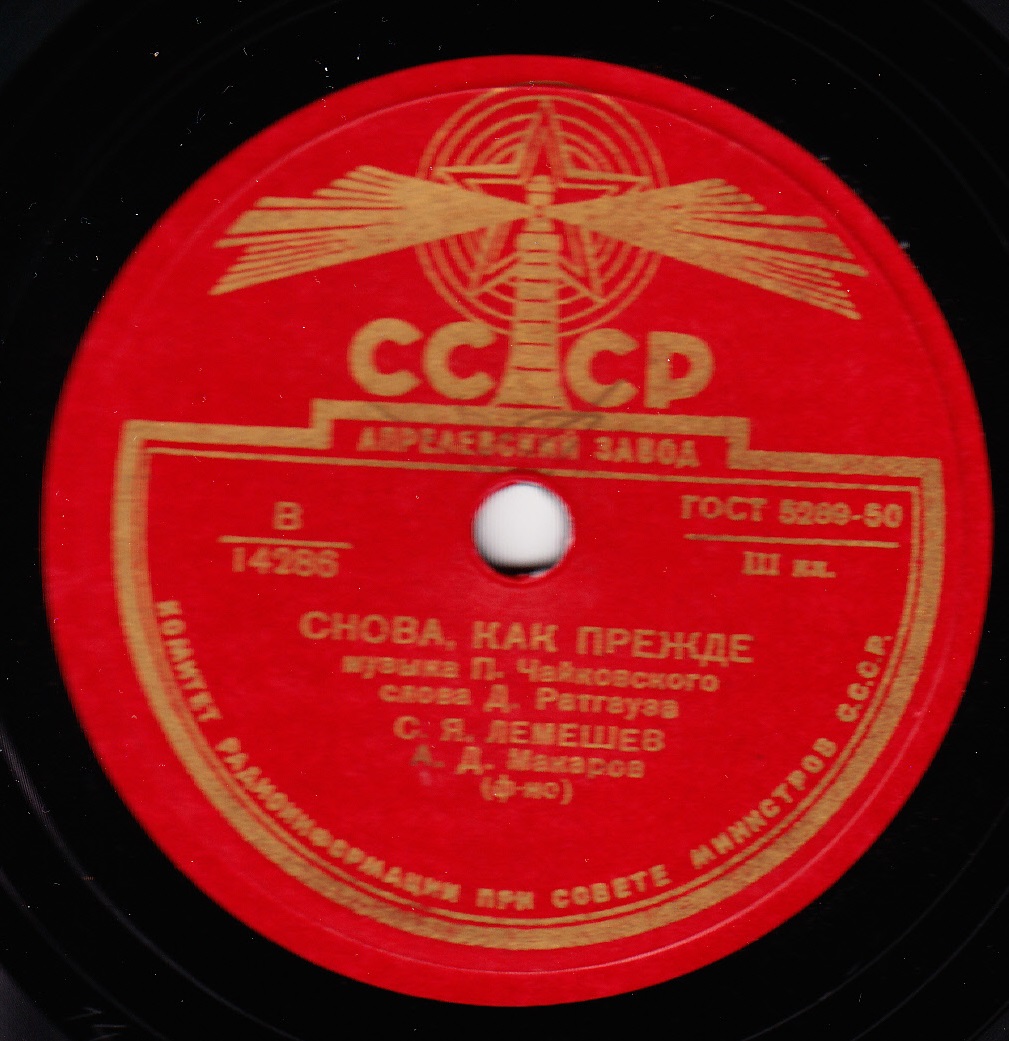 СССР
АПРЕЛЕВСКИЙ ЗАВОД
В
14286
ГОСТ 5289-50
III кл.
СНОВА, КАК ПРЕЖДЕ
музыка П. Чайковского
слова Д. Ратгауза
С. Я. ЛЕМЕШЕВ
А. Д. Макаров
(ф-но)
КОМИТЕТ РАДИОИНФОРМАЦИИ ПРИ СОВЕТЕ МИНИСТРОВ С.С.С.Р.